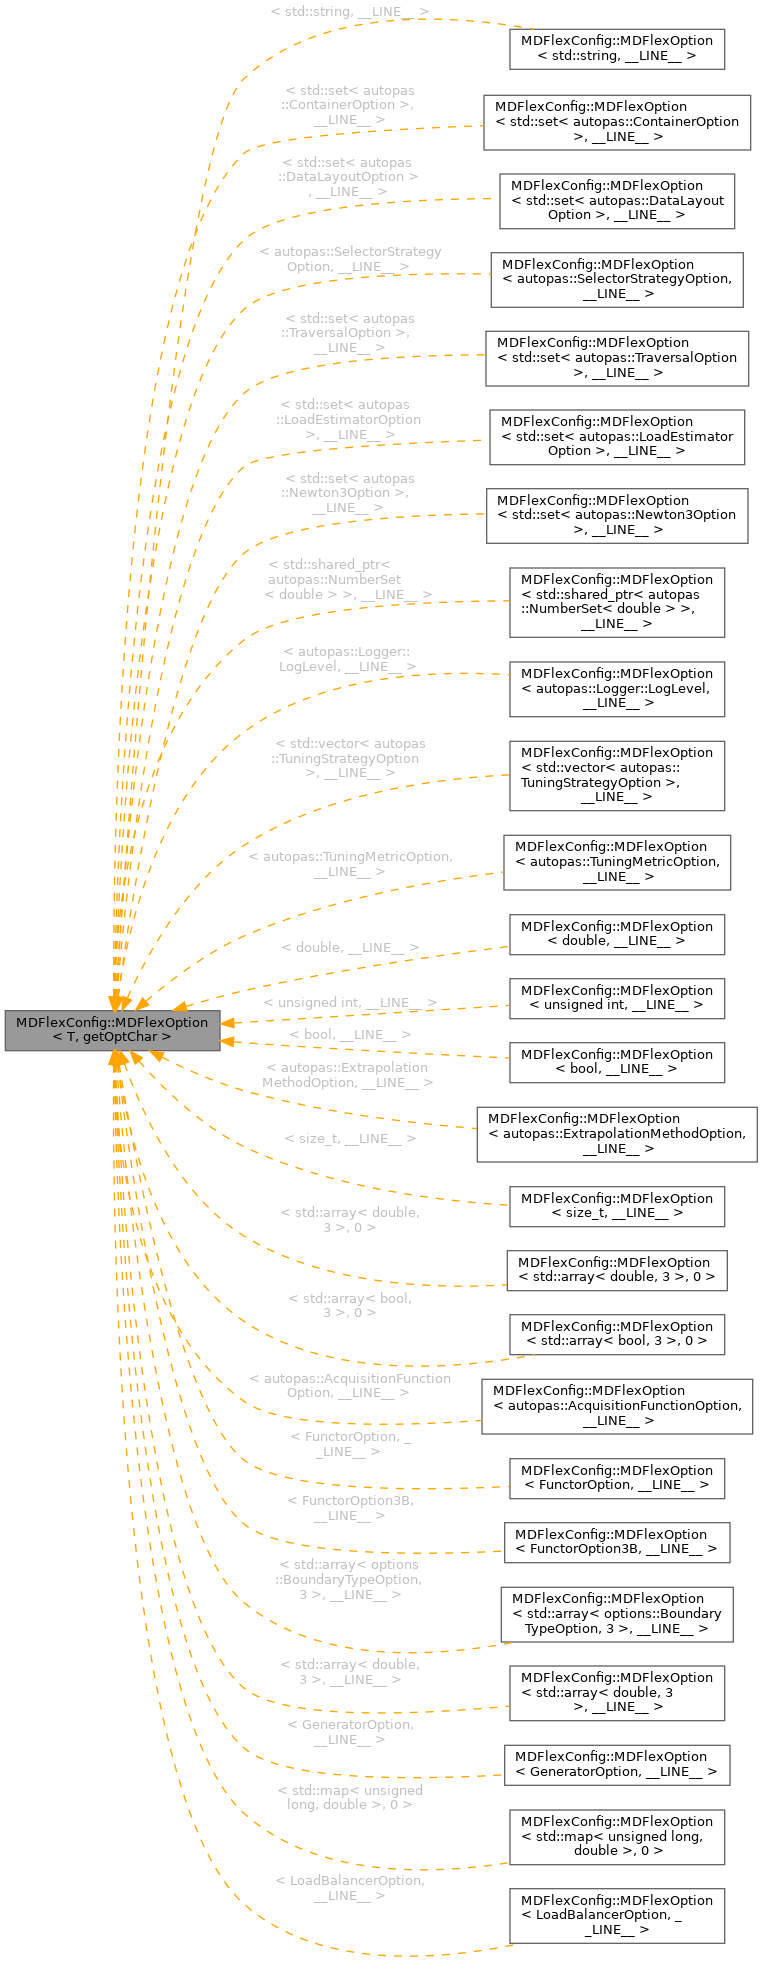 < std::string, __LINE__ >
MDFlexConfig::MDFlexOption
< std::string, __LINE__ >
< std::set< autopas
::ContainerOption >,
__LINE__ >
MDFlexConfig::MDFlexOption
< std::set< autopas::ContainerOption
>, __LINE__ >
< std::set< autopas
::DataLayoutOption >
, __LINE__ >
MDFlexConfig::MDFlexOption
< std::set< autopas::DataLayout
Option >, __LINE__ >
< autopas::SelectorStrategy
Option, __LINE__ >
MDFlexConfig::MDFlexOption
< autopas::SelectorStrategyOption,
__LINE__ >
< std::set< autopas
::TraversalOption >,
__LINE__ >
MDFlexConfig::MDFlexOption
< std::set< autopas::TraversalOption
>, __LINE__ >
< std::set< autopas
::LoadEstimatorOption
>, __LINE__ >
MDFlexConfig::MDFlexOption
< std::set< autopas::LoadEstimator
Option >, __LINE__ >
< std::set< autopas
::Newton3Option >,
__LINE__ >
MDFlexConfig::MDFlexOption
< std::set< autopas::Newton3Option
>, __LINE__ >
< std::shared_ptr<
autopas::NumberSet
< double > >, __LINE__ >
MDFlexConfig::MDFlexOption
< std::shared_ptr< autopas
::NumberSet< double > >,
__LINE__ >
< autopas::Logger::
LogLevel, __LINE__ >
MDFlexConfig::MDFlexOption
< autopas::Logger::LogLevel,
__LINE__ >
< std::vector< autopas
::TuningStrategyOption
>, __LINE__ >
MDFlexConfig::MDFlexOption
< std::vector< autopas::
TuningStrategyOption >,
__LINE__ >
< autopas::TuningMetricOption,
__LINE__ >
MDFlexConfig::MDFlexOption
< autopas::TuningMetricOption,
__LINE__ >
< double, __LINE__ >
MDFlexConfig::MDFlexOption
< double, __LINE__ >
< unsigned int, __LINE__ >
MDFlexConfig::MDFlexOption
< unsigned int, __LINE__ >
MDFlexConfig::MDFlexOption
< T, getOptChar >
< bool, __LINE__ >
MDFlexConfig::MDFlexOption
< bool, __LINE__ >
< autopas::Extrapolation
MethodOption, __LINE__ >
MDFlexConfig::MDFlexOption
< autopas::ExtrapolationMethodOption,
__LINE__ >
< size_t, __LINE__ >
MDFlexConfig::MDFlexOption
< size_t, __LINE__ >
< std::array< double,
3 >, 0 >
MDFlexConfig::MDFlexOption
< std::array< double, 3 >, 0 >
< std::array< bool,
3 >, 0 >
MDFlexConfig::MDFlexOption
< std::array< bool, 3 >, 0 >
< autopas::AcquisitionFunction
Option, __LINE__ >
MDFlexConfig::MDFlexOption
< autopas::AcquisitionFunctionOption,
__LINE__ >
< FunctorOption, _
_LINE__ >
MDFlexConfig::MDFlexOption
< FunctorOption, __LINE__ >
< FunctorOption3B,
__LINE__ >
MDFlexConfig::MDFlexOption
< FunctorOption3B, __LINE__ >
< std::array< options
::BoundaryTypeOption,
3 >, __LINE__ >
MDFlexConfig::MDFlexOption
< std::array< options::Boundary
TypeOption, 3 >, __LINE__ >
< std::array< double,
3 >, __LINE__ >
MDFlexConfig::MDFlexOption
< std::array< double, 3
>, __LINE__ >
< GeneratorOption,
__LINE__ >
MDFlexConfig::MDFlexOption
< GeneratorOption, __LINE__ >
< std::map< unsigned
long, double >, 0 >
MDFlexConfig::MDFlexOption
< std::map< unsigned long,
double >, 0 >
< LoadBalancerOption,
__LINE__ >
MDFlexConfig::MDFlexOption
< LoadBalancerOption, _
_LINE__ >